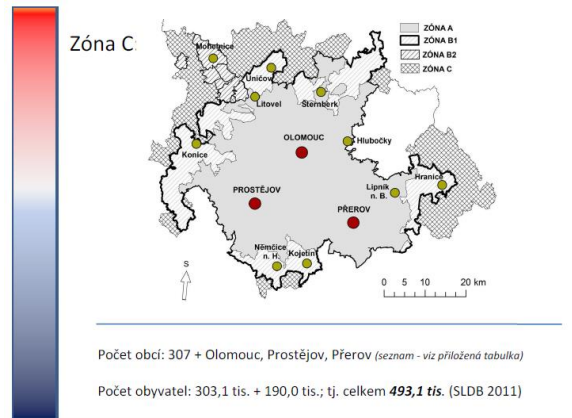 Zóna C:
ZÓNA A
ZÓNA B1
ZÓNA B2
ZÓNA C
Mohelnice
Uničov
Litovel
Šternberk
OLOMOUC
Hlubočky
Konice
Hranice
Lipník
n. B.
PROSTĚJOV
PŘEROV
Němčice
n. H.
Kojetín
S
0 5 10 20 km
Počet obcí: 307 + Olomouc, Prostějov, Přerov (seznam - viz přiložená tabulka)
Počet obyvatel: 303,1 tis. + 190,0 tis.; tj. celkem 493,1 tis. (SLDB 2011)